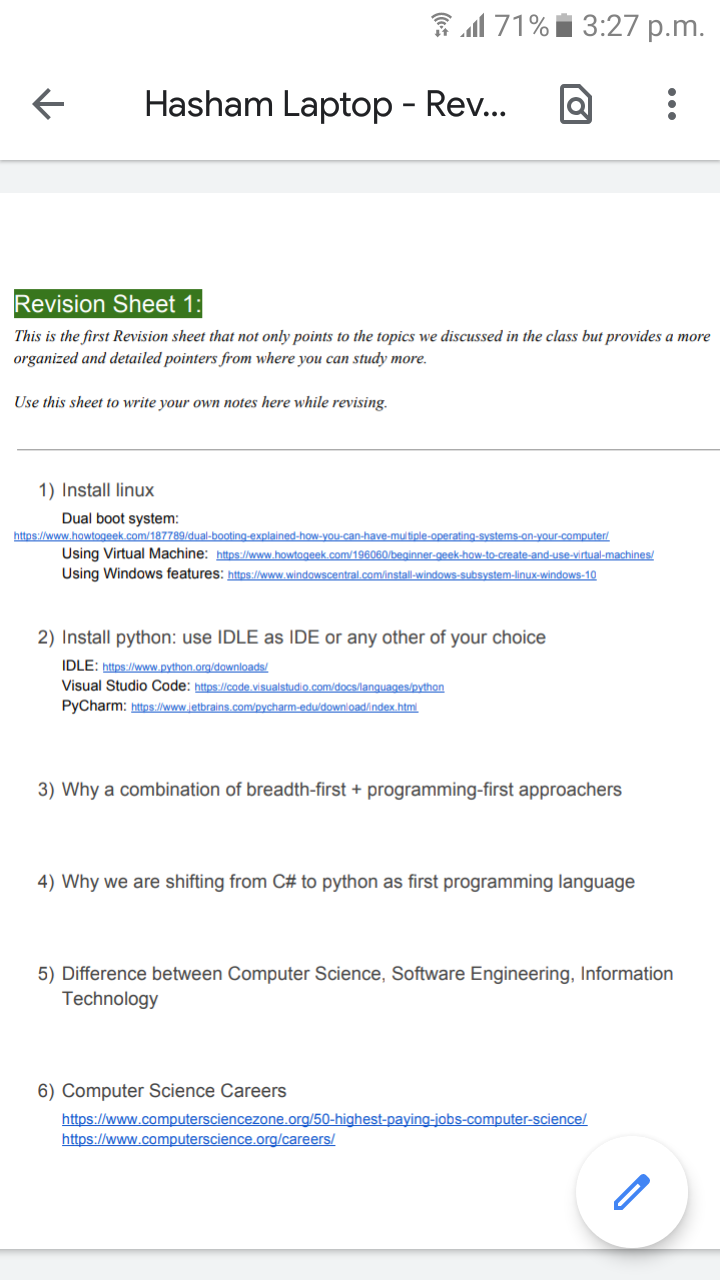 71% 3:27 p.m.
Hasham Laptop - Rev...
Revision Sheet 1:
This is the first Revision sheet that not only points to the topics we discussed in the class but provides a more
organized and detailed pointers from where you can study more.
Use this sheet to write your own notes here while revising.
1) Install linux
Dual boot system:
https://www.howtogeek.com/187789/dual-booting-explained-how-you-can-have-multiple-operating-systems-on-your-computer/
Using Virtual Machine: https://www.howtogeek.com/196060/beginner-geek-how-to-create-and-use-virtual-machines/
Using Windows features: https://www.windowscentral.com/install-windows-subsystem-linux-windows-10
2) Install python: use IDLE as IDE or any other of your choice
IDLE: https://www.python.org/downloads/
Visual Studio Code: https://code.visualstudio.com/docs/languages/python
PyCharm: https://www.jetbrains.com/pycharm-edu/download/index.html
3) Why a combination of breadth-first + programming-first approachers
4) Why we are shifting from C# to python as first programming language
5) Difference between Computer Science, Software Engineering, Information
Technology
6) Computer Science Careers
https://www.computersciencezone.org/50-highest-paying-jobs-computer-science/
https://www.computerscience.org/careers/